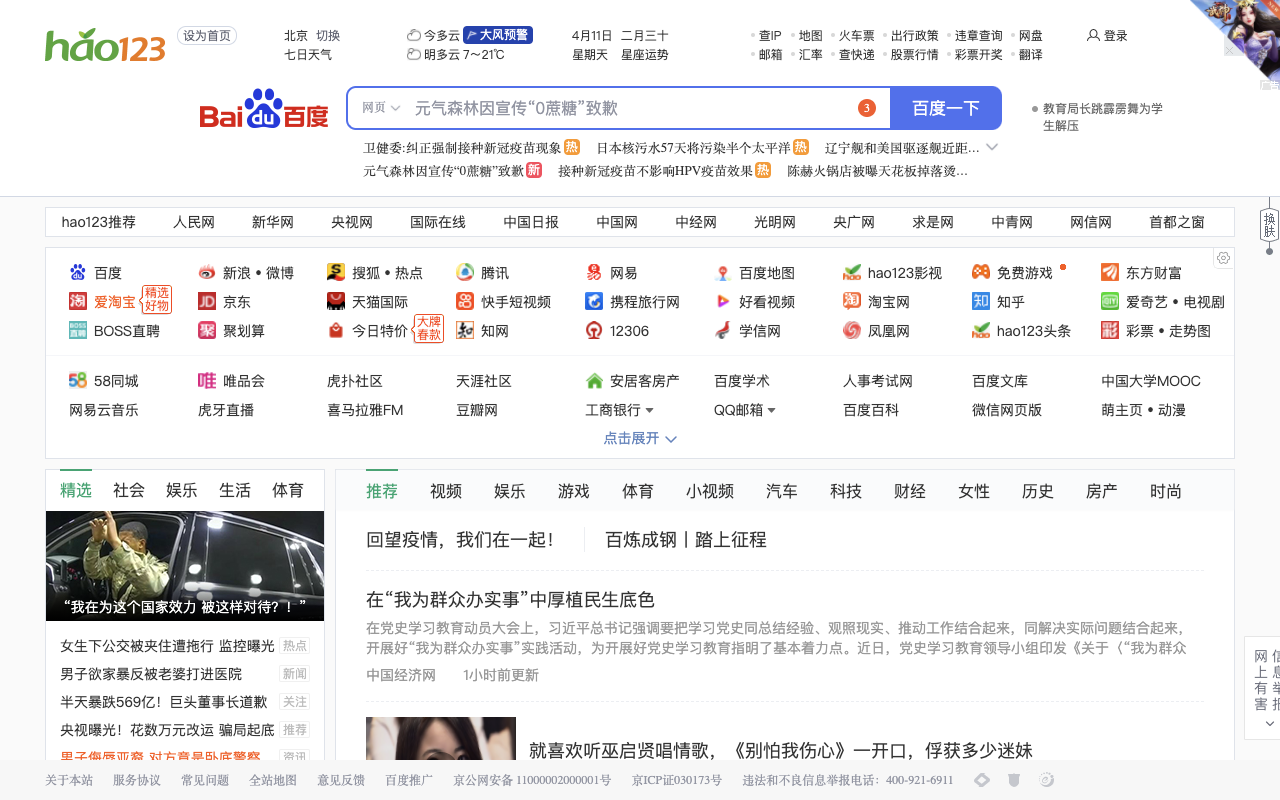 hao123
设为首页
北京 切换
七日天气
今多云 大风预警
明多云 7～21℃
4月11日 二月三十
星期天 星座运势
查IP 地图 火车票 出行政策 违章查询 网盘
邮箱 汇率 查快递 股票行情 彩票开奖 翻译
登录
Bai du 百度
网页 元气森林因宣传“0蔗糖”致歉 3 百度一下
教育局长跳霹雳舞为学
生解压
卫健委:纠正强制接种新冠疫苗现象 热 日本核污水57天将污染半个太平洋 热 辽宁舰和美国驱逐舰近距...
元气森林因宣传“0蔗糖”致歉 新 接种新冠疫苗不影响HPV疫苗效果 热 陈赫火锅店被曝天花板掉落烫...
换肤
hao123推荐 人民网 新华网 央视网 国际在线 中国日报 中国网 中经网 光明网 央广网 求是网 中青网 网信网 首都之窗
百度 新浪 • 微博 搜狐 • 热点 腾讯 网易 百度地图 hao123影视 免费游戏 东方财富
爱淘宝 精选好物 京东 天猫国际 快手短视频 携程旅行网 好看视频 淘宝网 知乎 爱奇艺 • 电视剧
BOSS直聘 聚划算 今日特价 大牌春款 知网 12306 学信网 凤凰网 hao123头条 彩票 • 走势图
58同城 唯品会 虎扑社区 天涯社区 安居客房产 百度学术 人事考试网 百度文库 中国大学MOOC
网易云音乐 虎牙直播 喜马拉雅FM 豆瓣网 工商银行 QQ邮箱 百度百科 微信网页版 萌主页 • 动漫
点击展开
精选 社会 娱乐 生活 体育
“我在为这个国家效力 被这样对待？！”
女生下公交被夹住遭拖行 监控曝光 热点
男子欲家暴反被老婆打进医院 新闻
半天暴跌569亿！巨头董事长道歉 关注
央视曝光！花数万元改运 骗局起底 推荐
男子侮辱亚裔 对方竟是卧底警察 资讯
推荐 视频 娱乐 游戏 体育 小视频 汽车 科技 财经 女性 历史 房产 时尚
回望疫情，我们在一起！ 百炼成钢丨踏上征程
在“我为群众办实事”中厚植民生底色
在党史学习教育动员大会上，习近平总书记强调要把学习党史同总结经验、观照现实、推动工作结合起来，同解决实际问题结合起来，
开展好“我为群众办实事”实践活动，为开展好党史学习教育指明了基本着力点。近日，党史学习教育领导小组印发《关于（“我为群众
中国经济网 1小时前更新
就喜欢听巫启贤唱情歌，《别怕我伤心》一开口，俘获多少迷妹
网上有害
信息举报
关于本站 服务协议 常见问题 全站地图 意见反馈 百度推广 京公网安备 11000002000001号 京ICP证030173号 违法和不良信息举报电话：400-921-6911